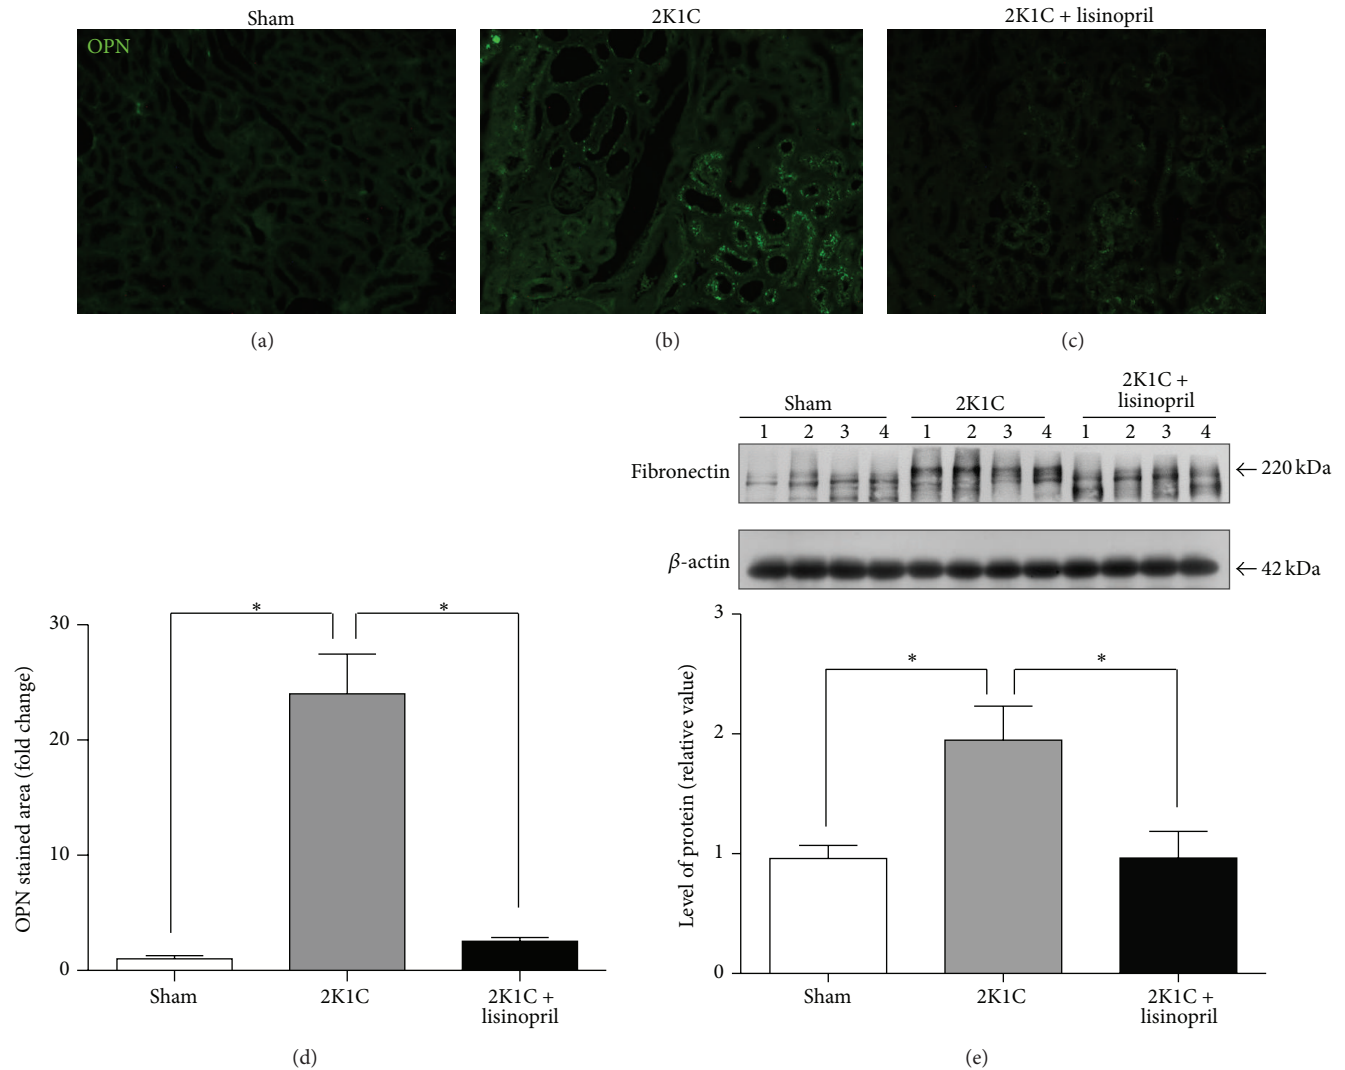 Sham
2K1C
2K1C + lisinopril
OPN
(a)
(b)
(c)
Sham
2K1C
2K1C +
lisinopril
1 2 3 4 1 2 3 4 1 2 3 4
Fibronectin
← 220 kDa
β-actin
← 42 kDa
OPN stained area (fold change)
30
20
10
0
*
*
Sham
2K1C
2K1C +
lisinopril
(d)
Level of protein (relative value)
3
2
1
0
*
*
Sham
2K1C
2K1C +
lisinopril
(e)